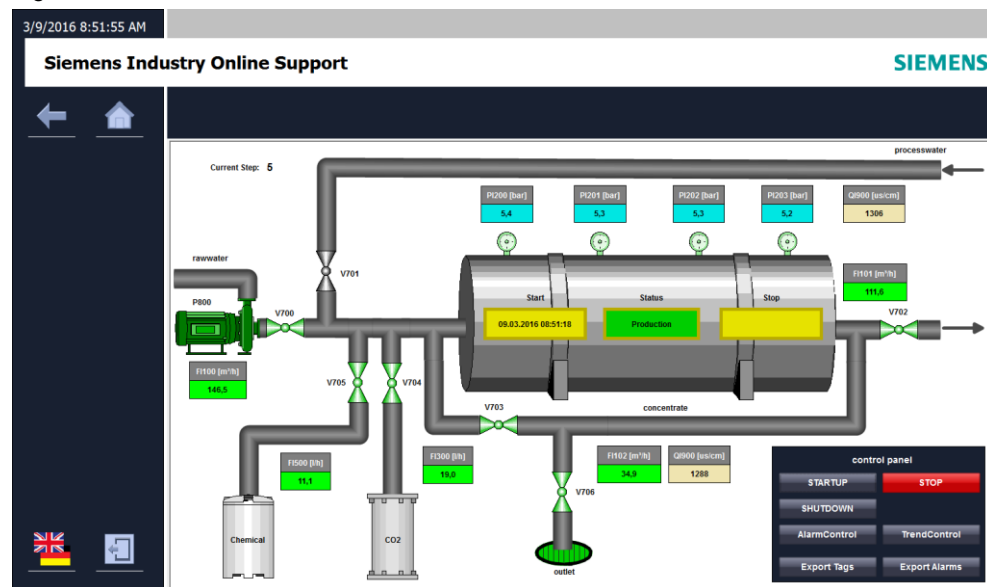 3/9/2016 8:51:55 AM
Siemens Industry Online Support
SIEMENS
processwater
Current Step: 5
PI200 [bar]
5,4
PI201 [bar]
5,3
PI202 [bar]
5,3
PI203 [bar]
5,2
QI900 [us/cm]
1306
rawwater
V701
FI101 [m³/h]
111,6
P800
V700
Start
Status
Stop
09.03.2016 08:51:18
Production
V702
FI100 [m³/h]
146,5
V705
V704
V703
concentrate
FI500 [l/h]
11,1
FI300 [l/h]
19,0
FI102 [m³/h]
34,9
QI900 [us/cm]
1288
V706
control panel
STARTUP
STOP
SHUTDOWN
AlarmControl
TrendControl
Export Tags
Export Alarms
Chemical
CO2
outlet